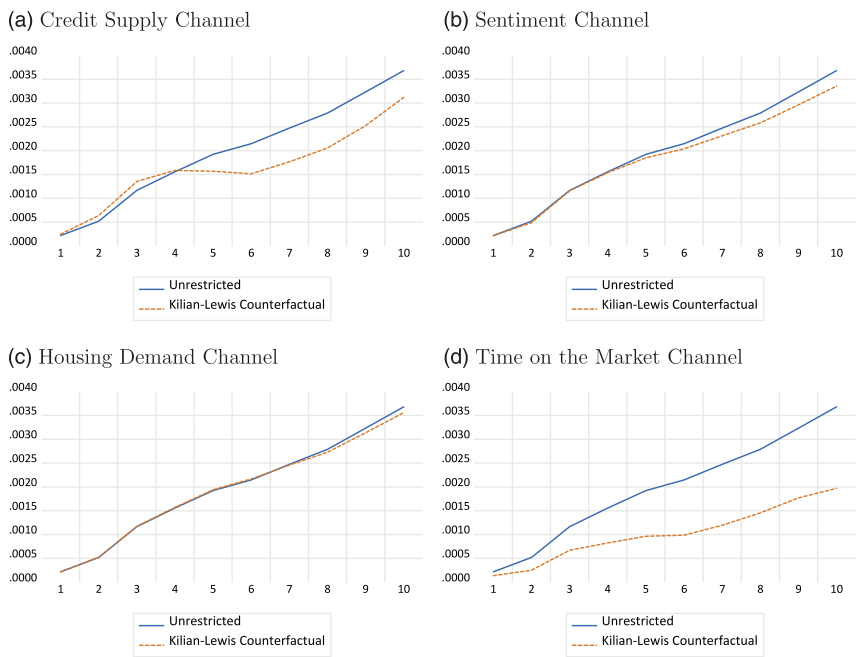 (a) Credit Supply Channel
.0040
.0035
.0030
.0025
.0020
.0015
.0010
.0005
.0000
1 2 3 4 5 6 7 8 9 10
Unrestricted
Kilian-Lewis Counterfactual
(b) Sentiment Channel
.0040
.0035
.0030
.0025
.0020
.0015
.0010
.0005
.0000
1 2 3 4 5 6 7 8 9 10
Unrestricted
Kilian-Lewis Counterfactual
(c) Housing Demand Channel
.0040
.0035
.0030
.0025
.0020
.0015
.0010
.0005
.0000
1 2 3 4 5 6 7 8 9 10
Unrestricted
Kilian-Lewis Counterfactual
(d) Time on the Market Channel
.0040
.0035
.0030
.0025
.0020
.0015
.0010
.0005
.0000
1 2 3 4 5 6 7 8 9 10
Unrestricted
Kilian-Lewis Counterfactual